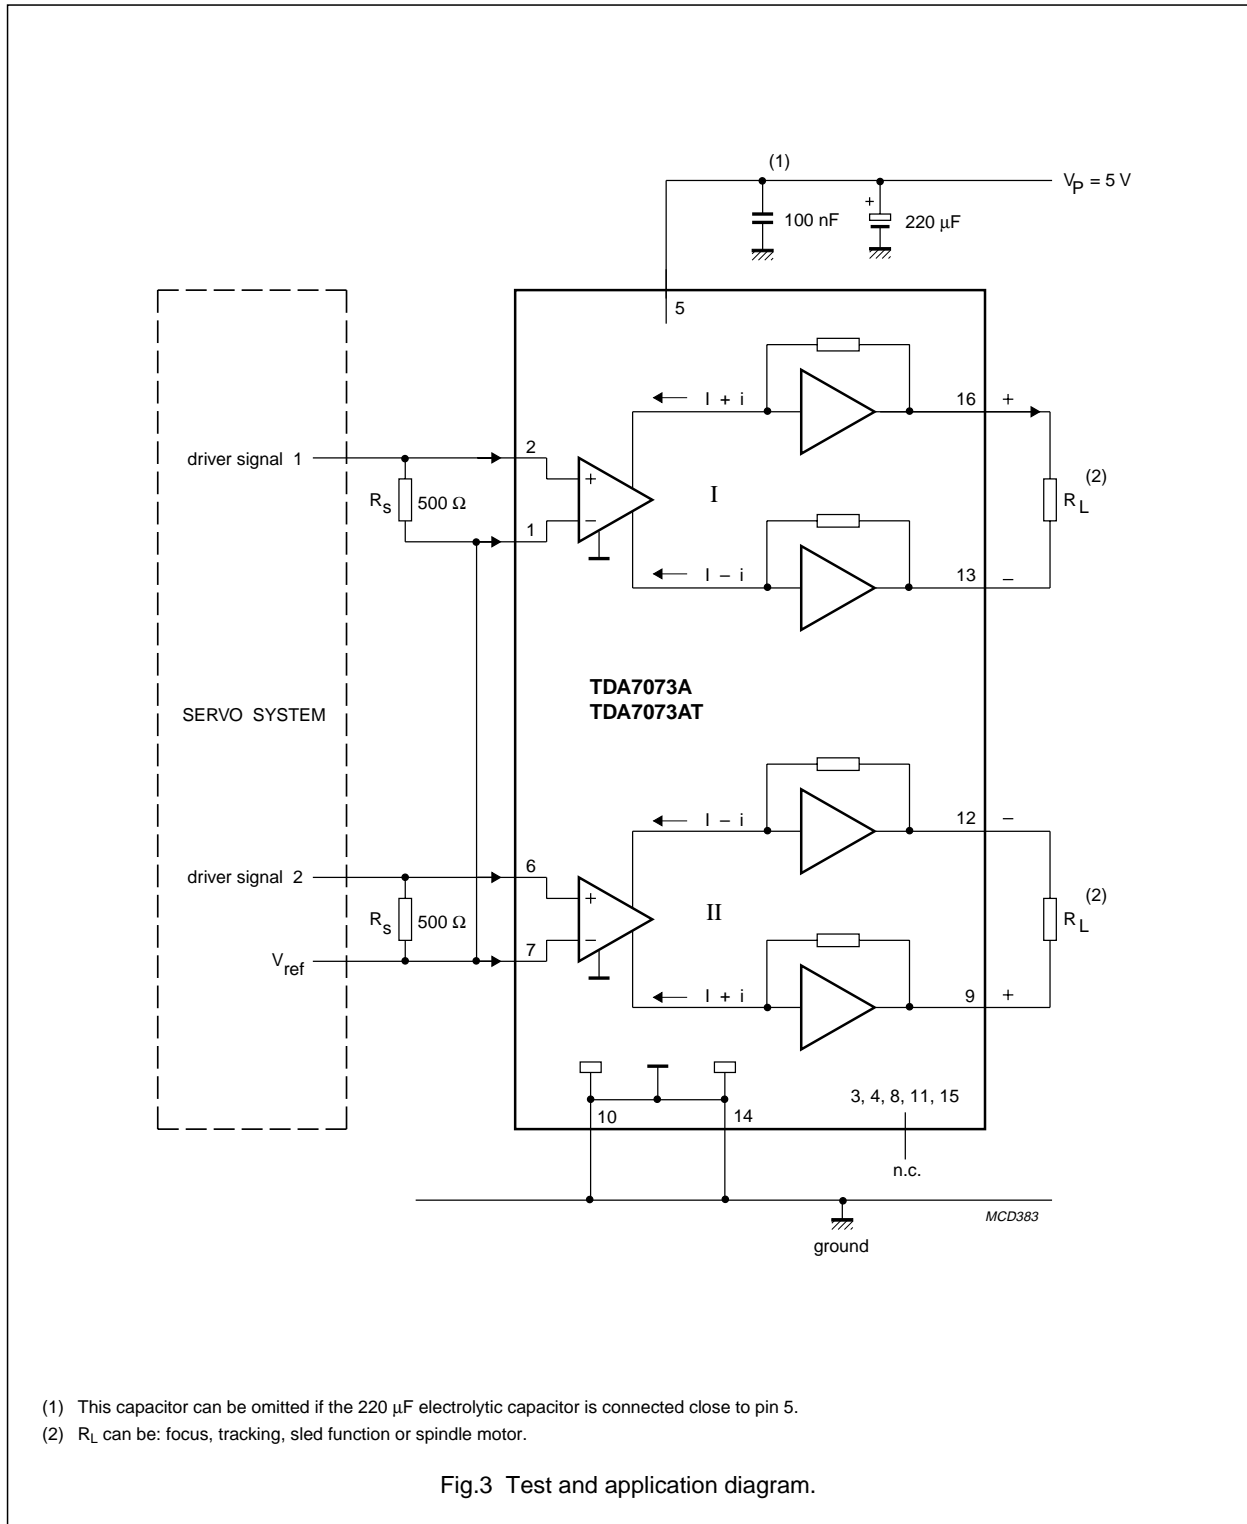 (1)
V_P = 5 V
+
100 nF
220 μF
5
I + i
16 +
driver signal 1
2
+
R_s 500 Ω
I
(2)
R_L
1
−
I − i
13 −
TDA7073A
TDA7073AT
SERVO SYSTEM
I − i
12 −
driver signal 2
6
+
R_s 500 Ω
II
(2)
R_L
V_ref
7
−
I + i
9 +
3, 4, 8, 11, 15
10
14
n.c.
MCD383
ground
(1) This capacitor can be omitted if the 220 μF electrolytic capacitor is connected close to pin 5.
(2) R_L can be: focus, tracking, sled function or spindle motor.
Fig.3 Test and application diagram.